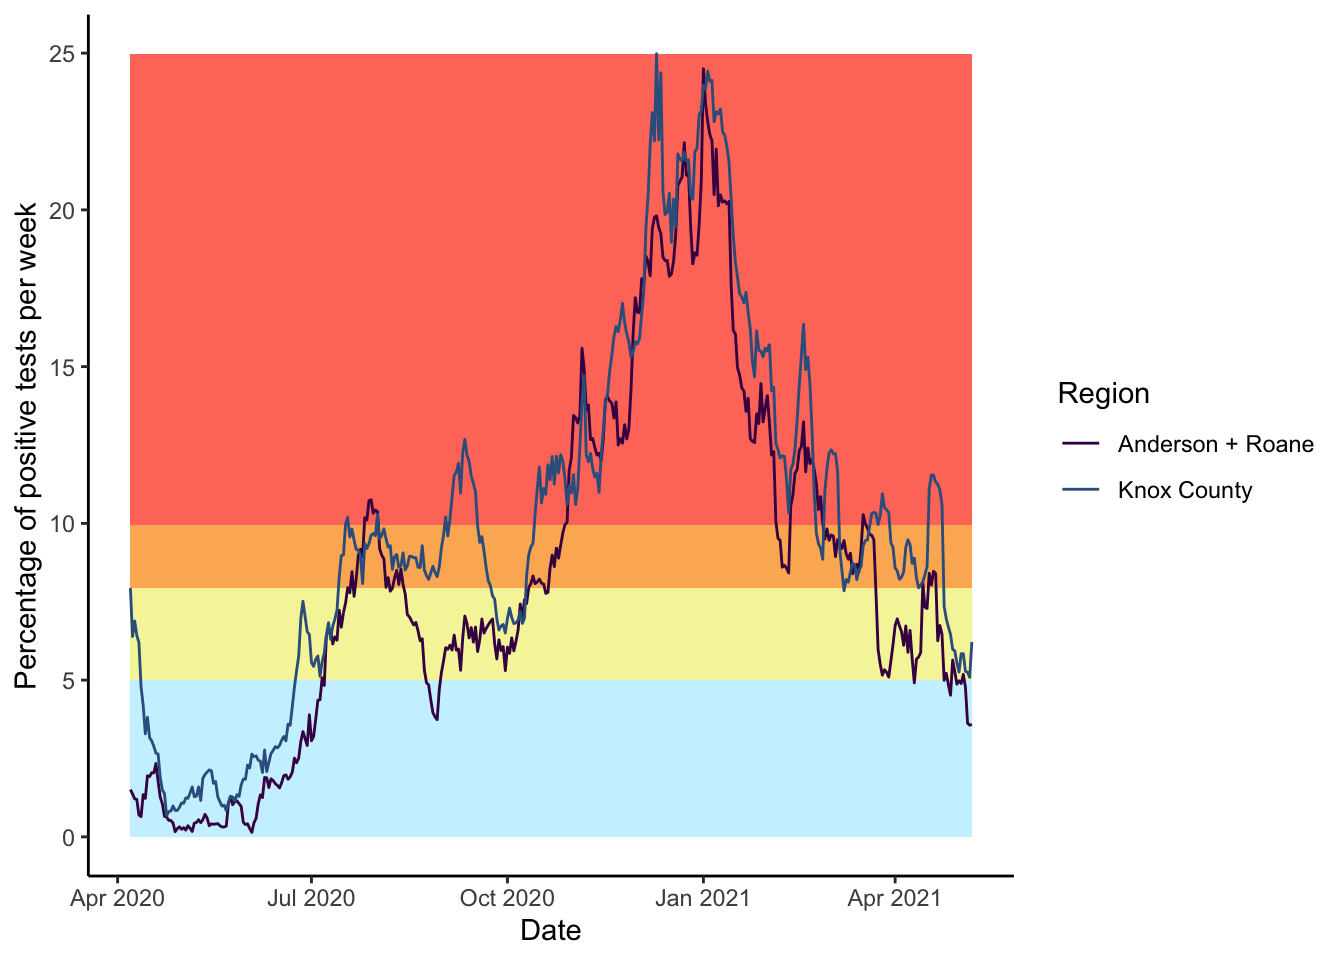 Percentage of positive tests per week
25
20
15
10
5
0
Apr 2020
Jul 2020
Oct 2020
Jan 2021
Apr 2021
Date
Region
Anderson + Roane
Knox County